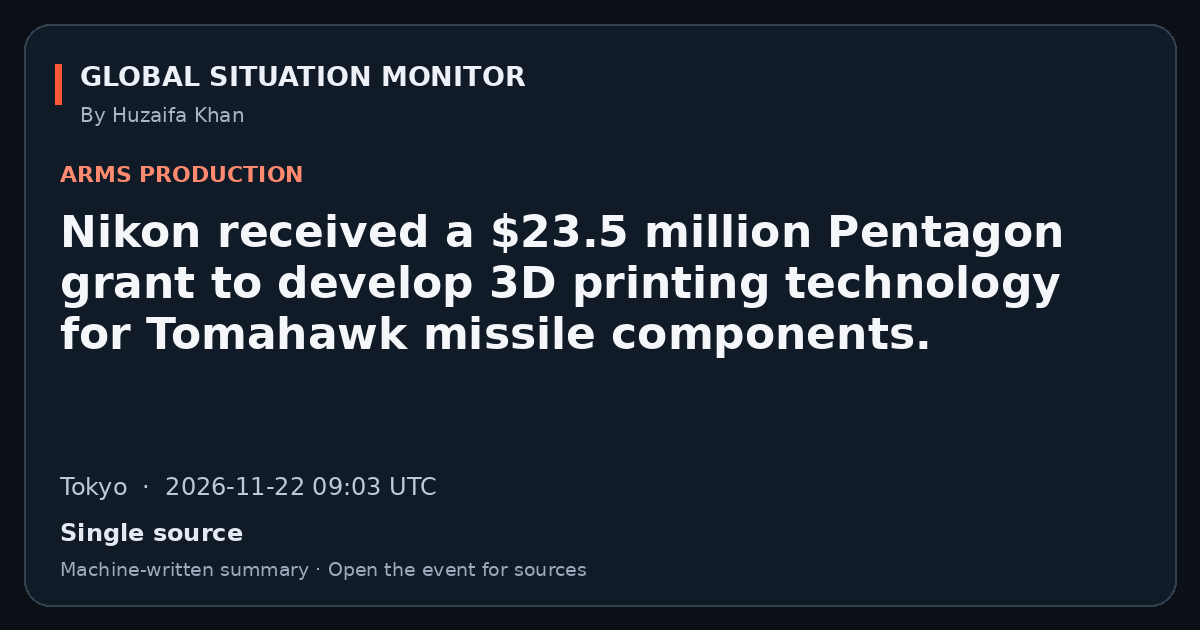 GLOBAL SITUATION MONITOR
By Huzaifa Khan
ARMS PRODUCTION
Nikon received a $23.5 million Pentagon
grant to develop 3D printing technology
for Tomahawk missile components.
Tokyo · 2026-11-22 09:03 UTC
Single source
Machine-written summary · Open the event for sources